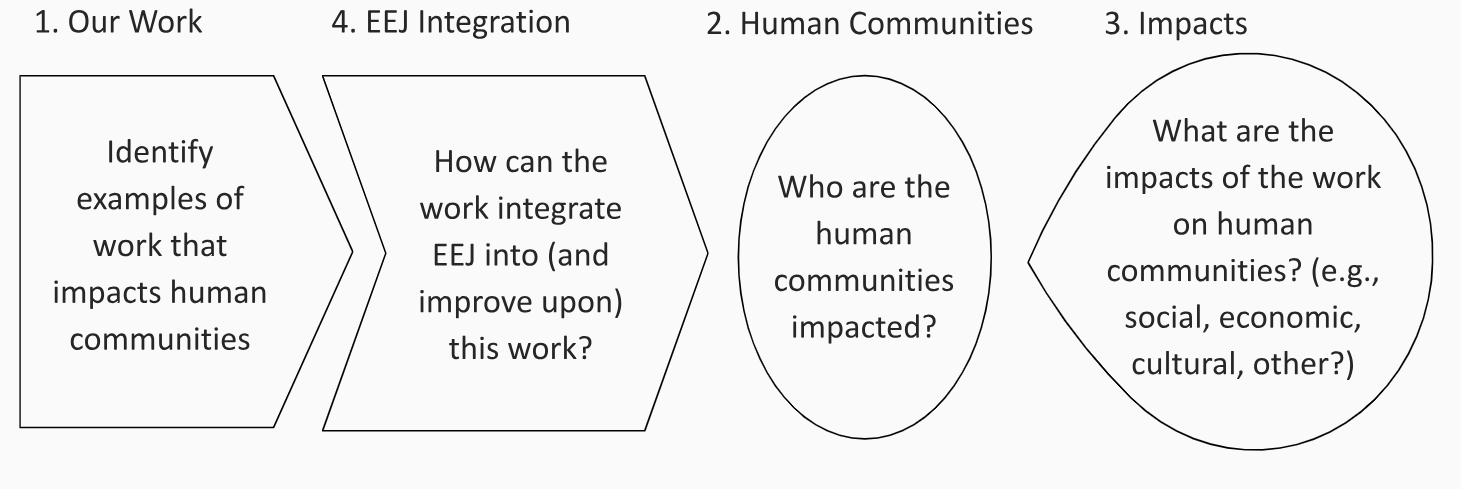 1. Our Work
Identify
examples of
work that
impacts human
communities
4. EEJ Integration
How can the
work integrate
EEJ into (and
improve upon)
this work?
2. Human Communities
Who are the
human
communities
impacted?
3. Impacts
What are the
impacts of the work
on human
communities? (e.g.,
social, economic,
cultural, other?)